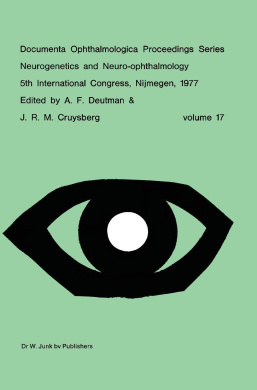 Documenta Ophthalmologica Proceedings Series
Neurogenetics and Neuro-ophthalmology
5th International Congress, Nijmegen, 1977
Edited by A. F. Deutman &
J. R. M. Cruysberg volume 17
Dr W. Junk bv Publishers